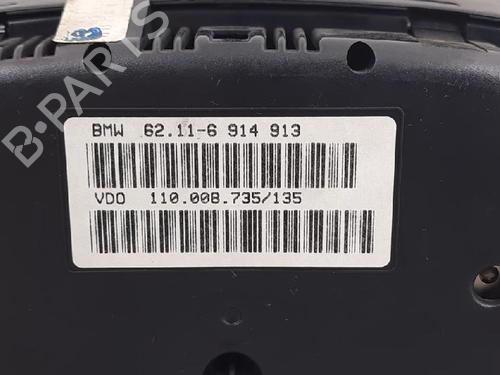 B-PARTS
BMW 62.11-6 914 913
VDO 110.008.735/135